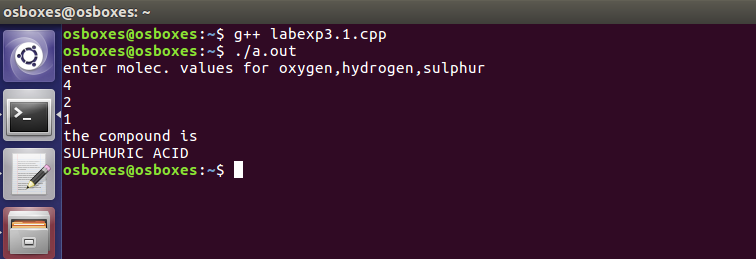 osboxes@osboxes: ~
osboxes@osboxes:~$ g++ labexp3.1.cpp
osboxes@osboxes:~$ ./a.out
enter molec. values for oxygen,hydrogen,sulphur
4
2
1
the compound is
SULPHURIC ACID
osboxes@osboxes:~$